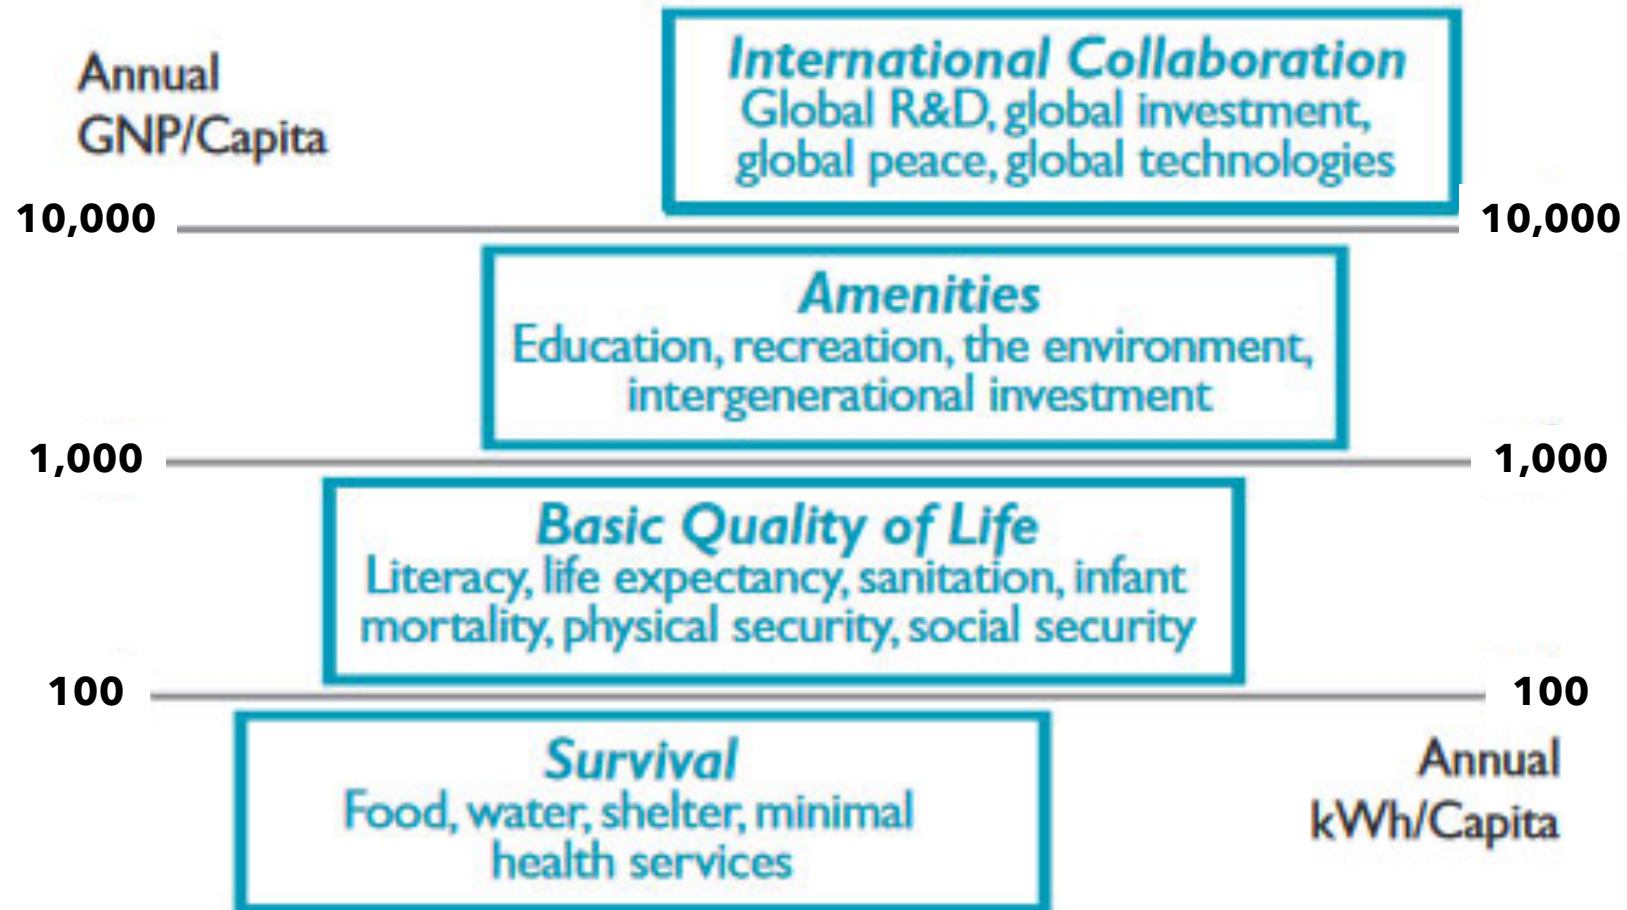 Annual
GNP/Capita
International Collaboration
Global R&D, global investment,
global peace, global technologies
10,000
10,000
Amenities
Education, recreation, the environment,
intergenerational investment
1,000
1,000
Basic Quality of Life
Literacy, life expectancy, sanitation, infant
mortality, physical security, social security
100
100
Survival
Food, water, shelter, minimal
health services
Annual
kWh/Capita